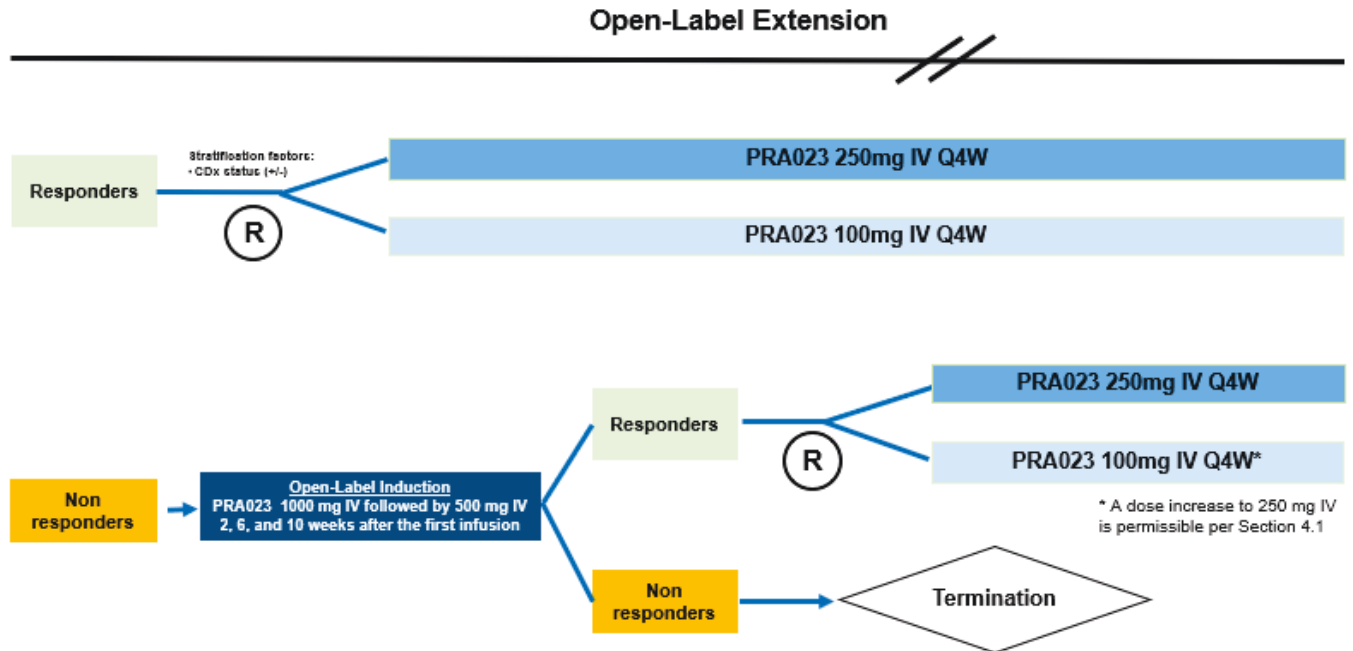 Open-Label Extension
Stratification factors:
• CDx status (+/-)
Responders
R
PRA023 250mg IV Q4W
PRA023 100mg IV Q4W
Responders
R
PRA023 250mg IV Q4W
PRA023 100mg IV Q4W*
* A dose increase to 250 mg IV
is permissible per Section 4.1
Non
responders
Open-Label Induction
PRA023 1000 mg IV followed by 500 mg IV
2, 6, and 10 weeks after the first infusion
Non
responders
Termination